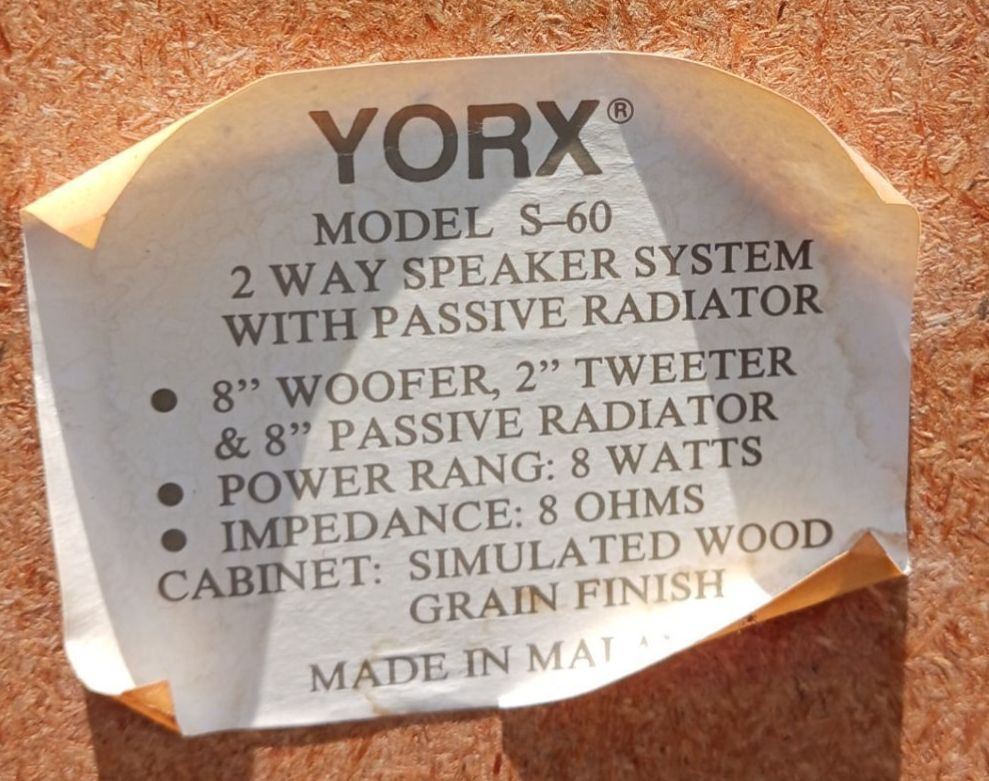 YORX®
MODEL S–60
2 WAY SPEAKER SYSTEM
WITH PASSIVE RADIATOR
● 8” WOOFER, 2” TWEETER
& 8” PASSIVE RADIATOR
● POWER RANG: 8 WATTS
● IMPEDANCE: 8 OHMS
CABINET: SIMULATED WOOD
GRAIN FINISH
MADE IN